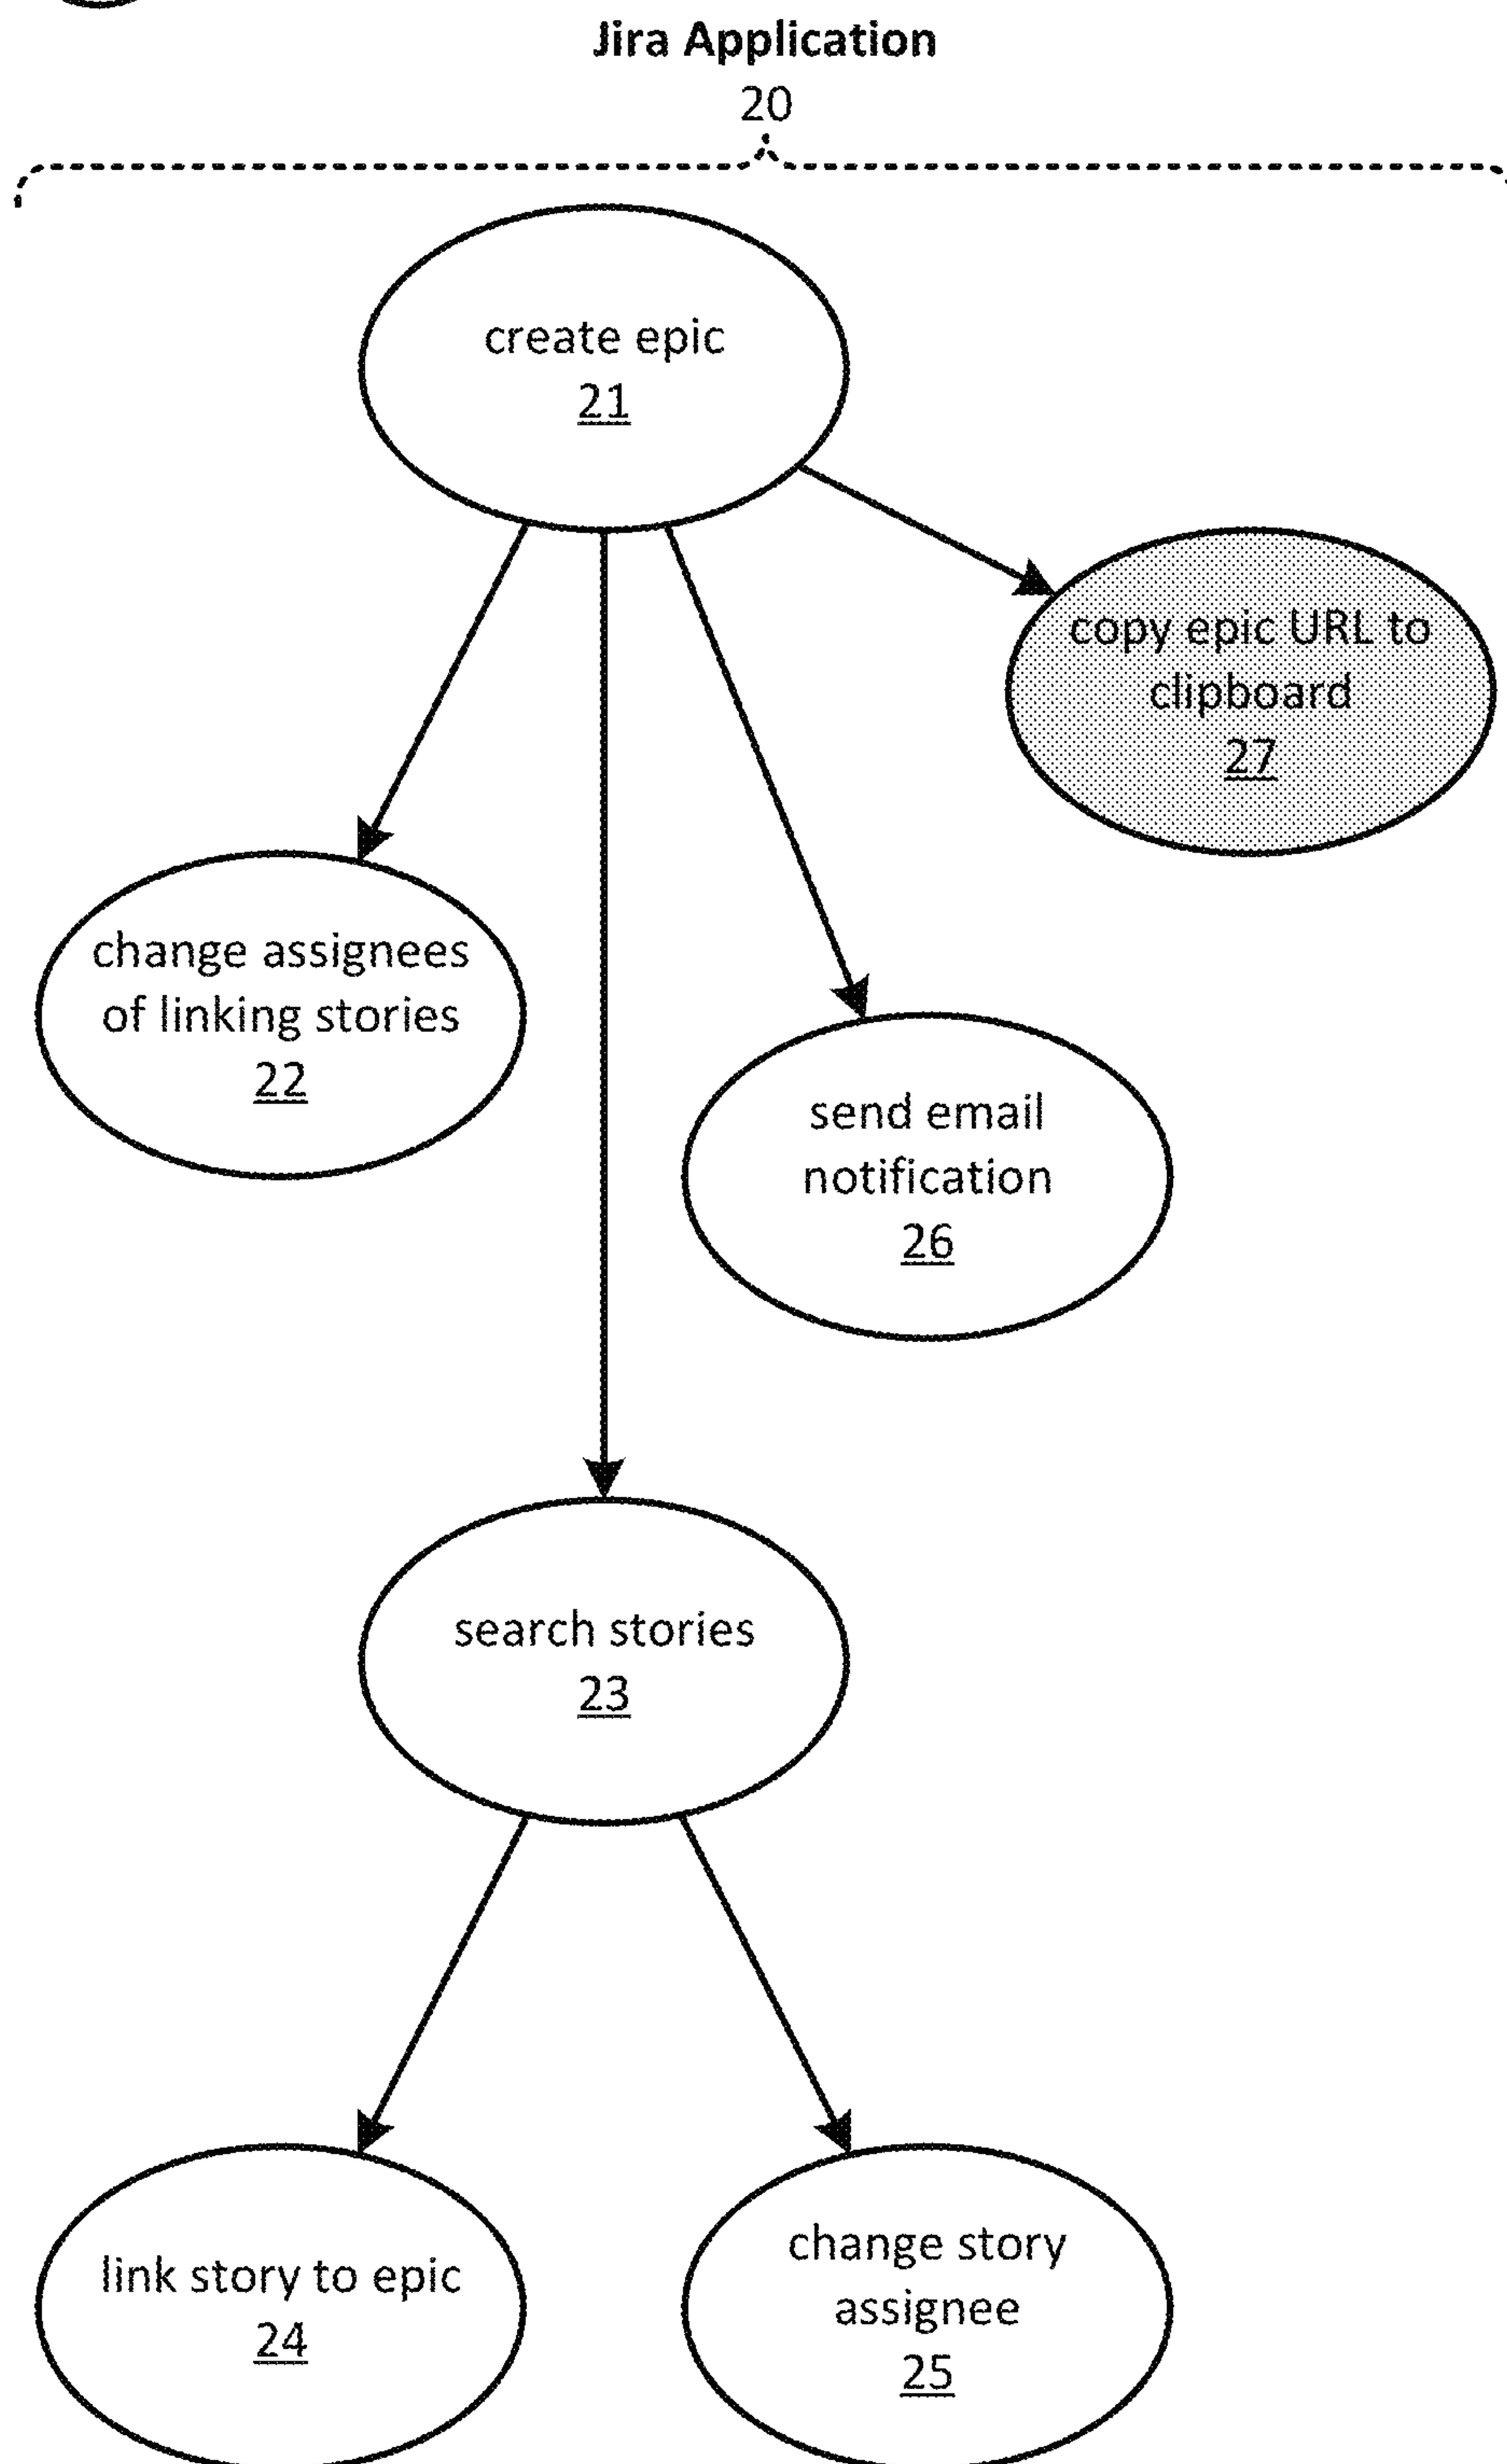 Jira Application
20
create epic
21
copy epic URL to
clipboard
27
change assignees
of linking stories
22
send email
notification
26
search stories
23
link story to epic
24
change story
assignee
25